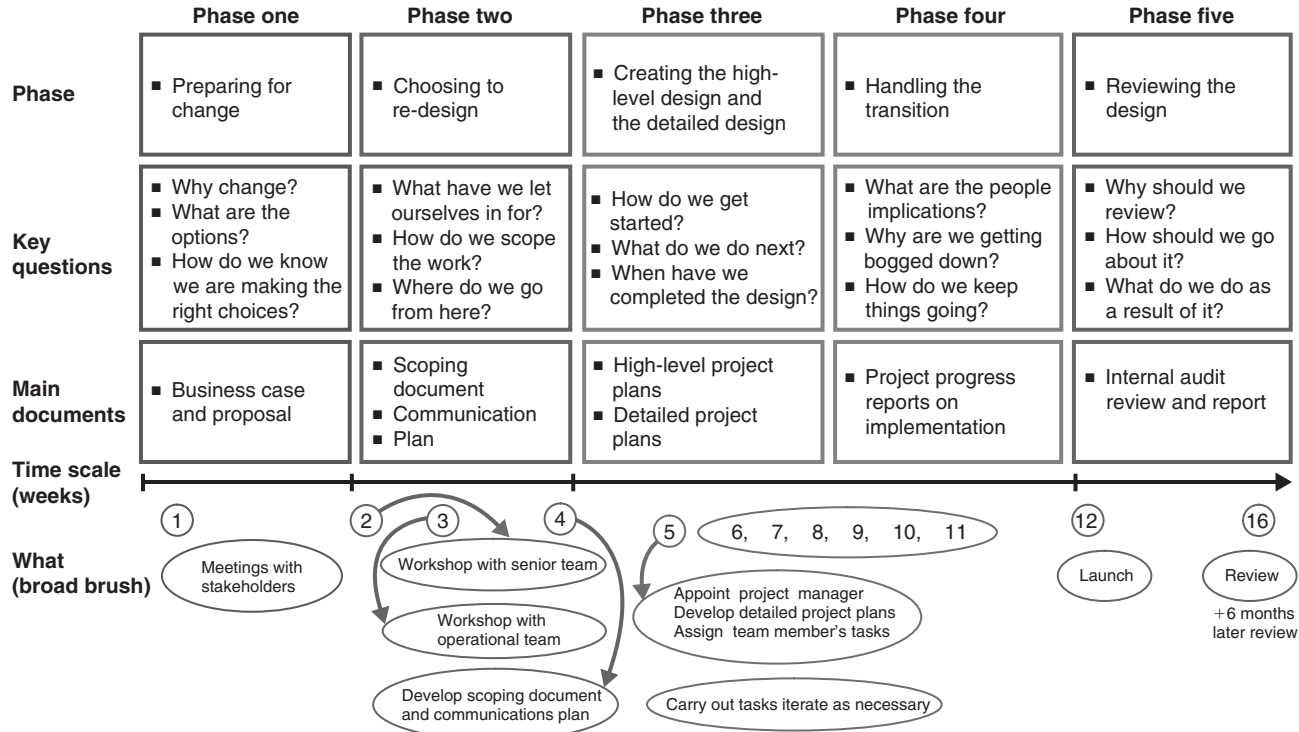 Phase one
Phase two
Phase three
Phase four
Phase five
Phase
▪ Preparing for
change
▪ Choosing to
re-design
▪ Creating the high-
level design and
the detailed design
▪ Handling the
transition
▪ Reviewing the
design
Key
questions
▪ Why change?
▪ What are the
options?
▪ How do we know
we are making the
right choices?
▪ What have we let
ourselves in for?
▪ How do we scope
the work?
▪ Where do we go
from here?
▪ How do we get
started?
▪ What do we do next?
▪ When have we
completed the design?
▪ What are the people
implications?
▪ Why are we getting
bogged down?
▪ How do we keep
things going?
▪ Why should we
review?
▪ How should we go
about it?
▪ What do we do as
a result of it?
Main
documents
▪ Business case
and proposal
▪ Scoping
document
▪ Communication
▪ Plan
▪ High-level project
plans
▪ Detailed project
plans
▪ Project progress
reports on
implementation
▪ Internal audit
review and report
Time scale
(weeks)
1
2
3
4
5
6, 7, 8, 9, 10, 11
12
16
What
(broad brush)
Meetings with
stakeholders
Workshop with senior team
Workshop with
operational team
Develop scoping document
and communications plan
Appoint project manager
Develop detailed project plans
Assign team member's tasks
Carry out tasks iterate as necessary
Launch
Review
+6 months
later review